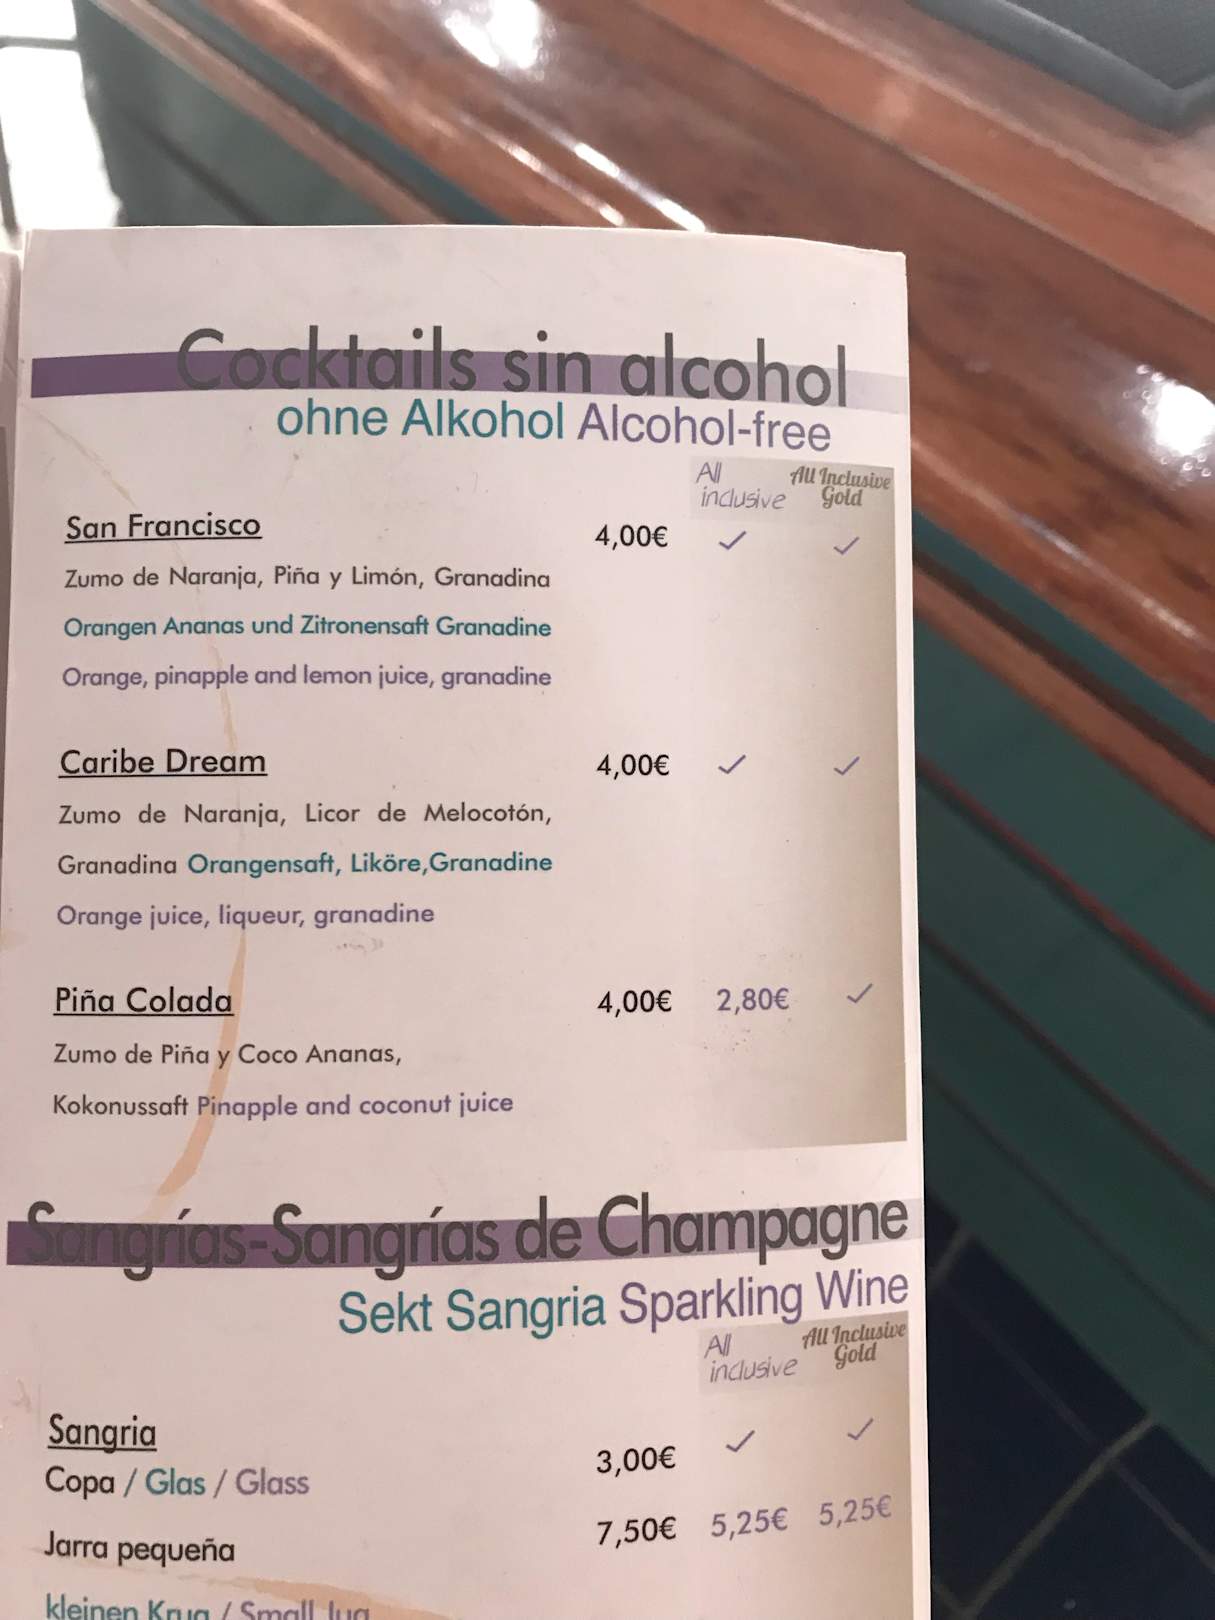 Cocktails sin alcohol
ohne Alkohol Alcohol-free
All inclusive All Inclusive Gold
San Francisco 4,00€ ✓ ✓
Zumo de Naranja, Piña y Limón, Granadina
Orangen Ananas und Zitronensaft Granadine
Orange, pinapple and lemon juice, granadine
Caribe Dream 4,00€ ✓ ✓
Zumo de Naranja, Licor de Melocotón,
Granadina Orangensaft, Liköre,Granadine
Orange juice, liqueur, granadine
Piña Colada 4,00€ 2,80€ ✓
Zumo de Piña y Coco Ananas,
Kokonussaft Pinapple and coconut juice
Sangrías-Sangrías de Champagne
Sekt Sangria Sparkling Wine
All inclusive All Inclusive Gold
Sangria
Copa / Glas / Glass 3,00€ ✓ ✓
Jarra pequeña 7,50€ 5,25€ 5,25€
kleinen Krug / Small Jug